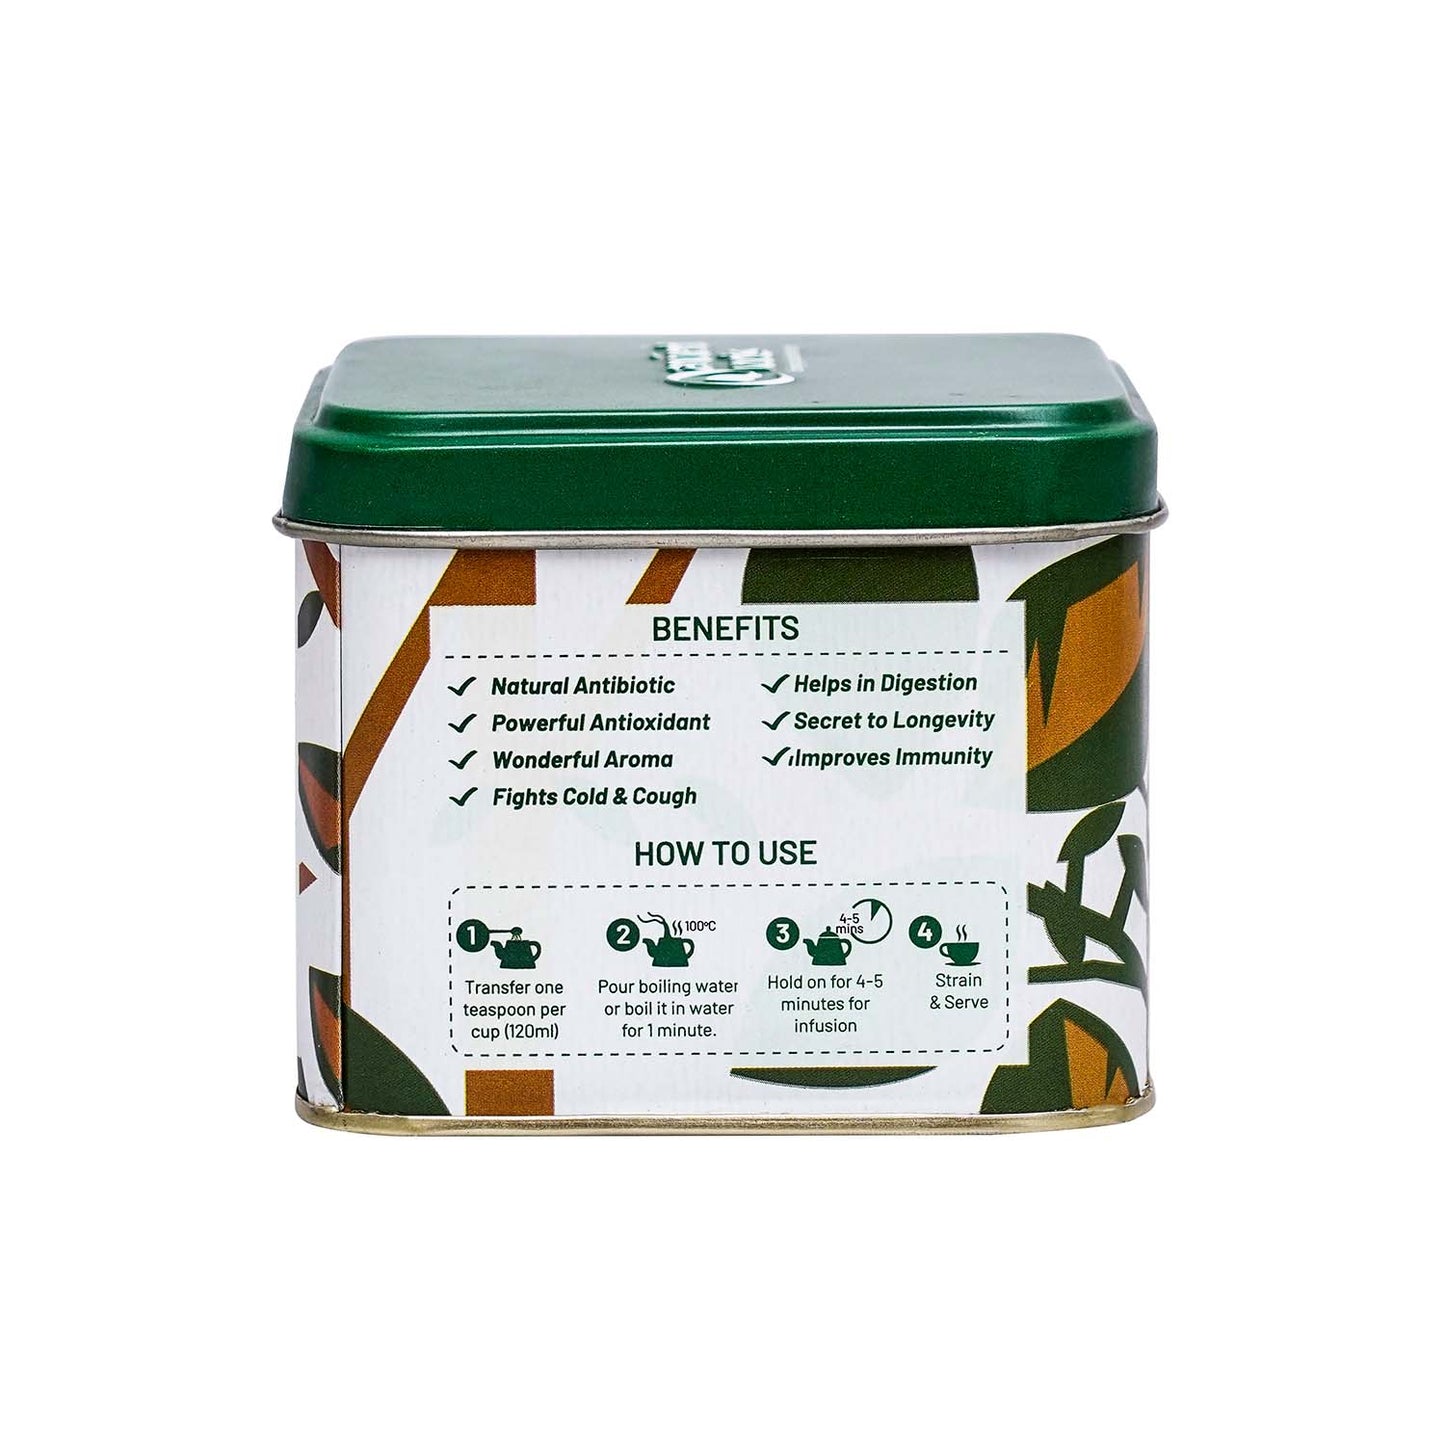 BENEFITS
Natural Antibiotic
Powerful Antioxidant
Wonderful Aroma
Fights Cold & Cough
Helps in Digestion
Secret to Longevity
Improves Immunity
HOW TO USE
1
Transfer one
teaspoon per
cup (120ml)
2
100°C
Pour boiling water
or boil it in water
for 1 minute.
3
4-5
mins
Hold on for 4-5
minutes for
infusion
4
Strain
& Serve